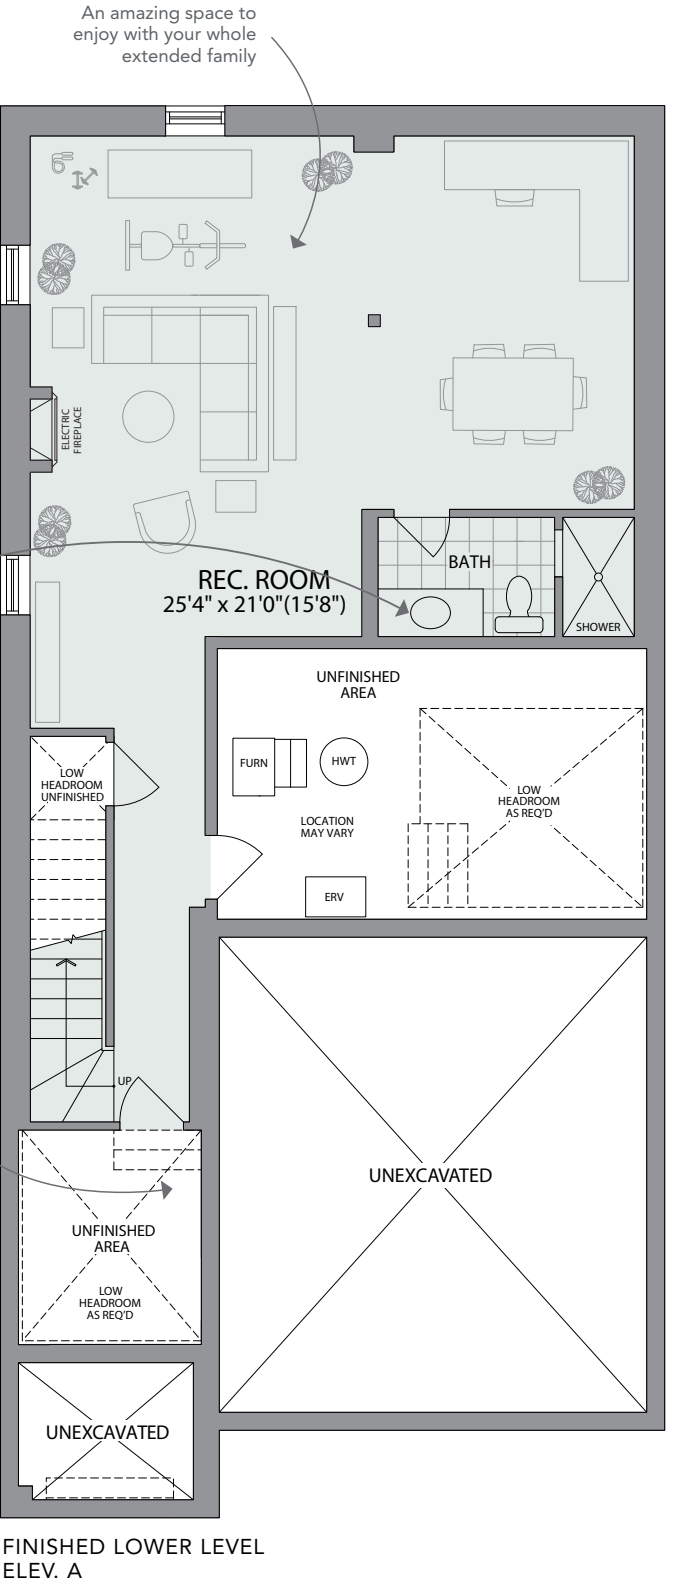 An amazing space to
enjoy with your whole
extended family
ELECTRIC
FIREPLACE
REC. ROOM
25'4" x 21'0"(15'8")
BATH
SHOWER
UNFINISHED
AREA
LOW
HEADROOM
UNFINISHED
FURN
HWT
LOW
HEADROOM
AS REQ'D
LOCATION
MAY VARY
ERV
UP
UNEXCAVATED
UNFINISHED
AREA
LOW
HEADROOM
AS REQ'D
UNEXCAVATED
FINISHED LOWER LEVEL
ELEV. A